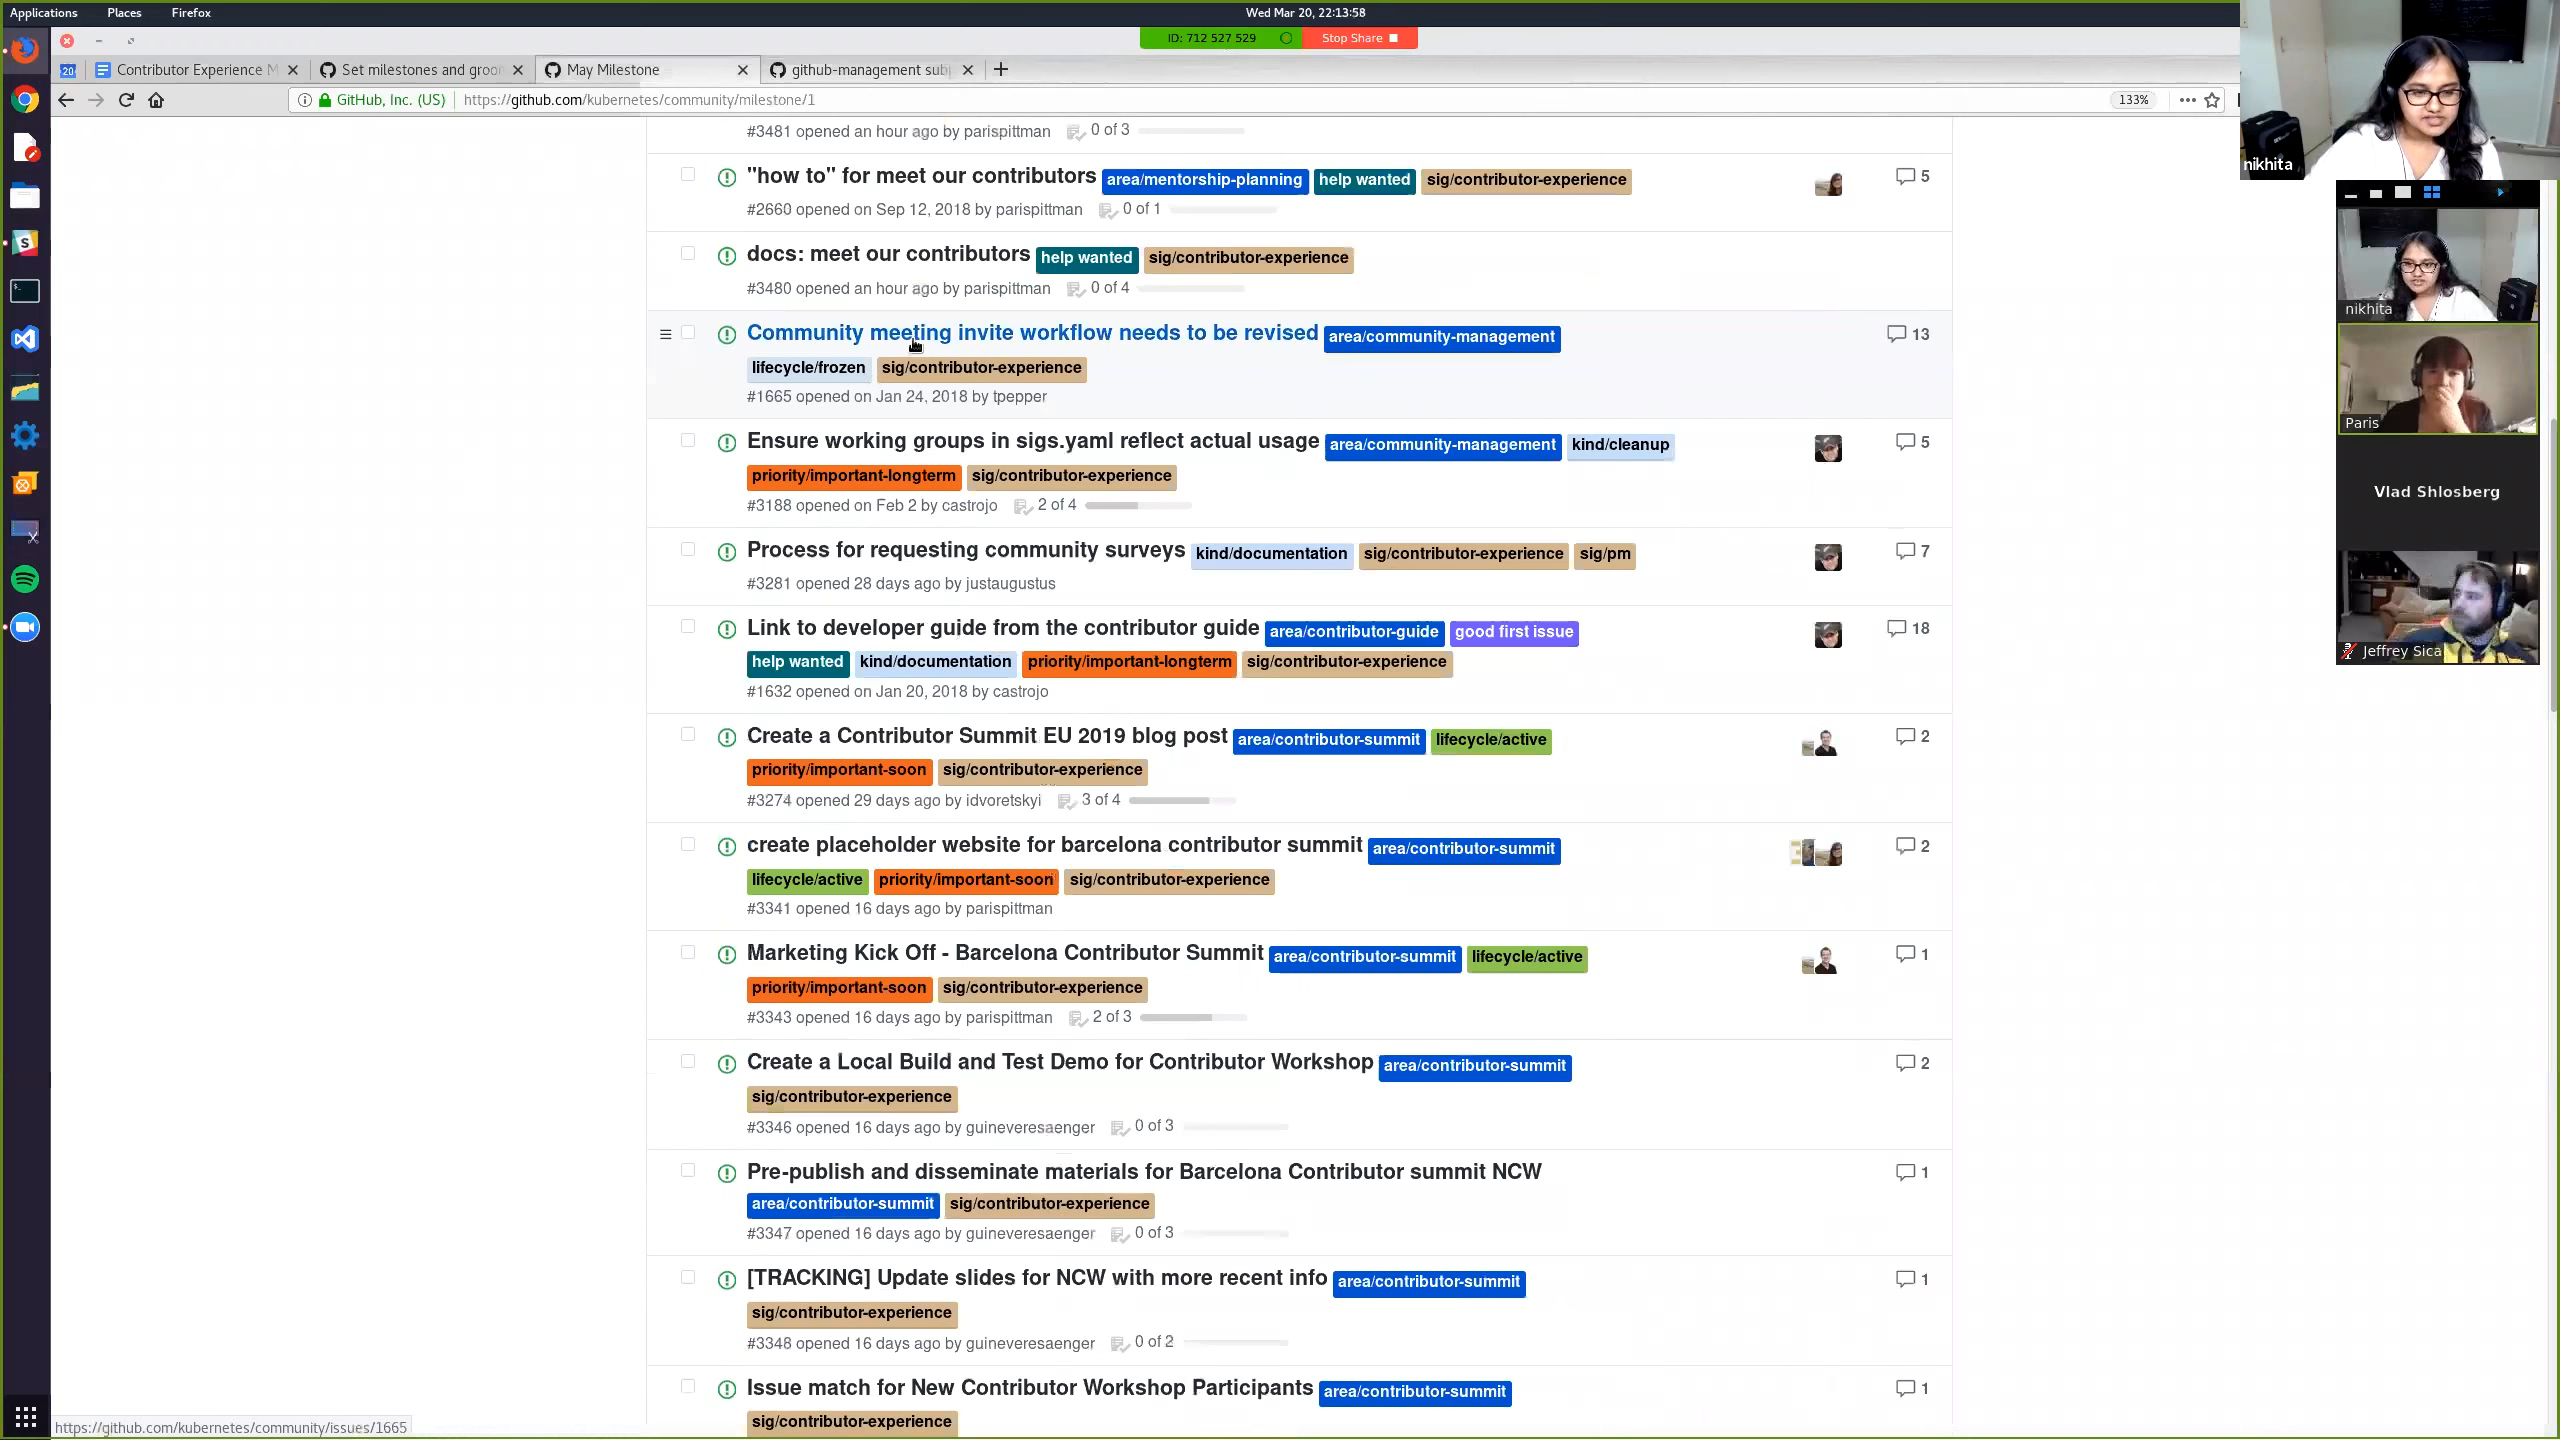 Applications Places Firefox Wed Mar 20, 22:13:58
ID: 712 527 529 Stop Share
Contributor Experience M Set milestones and groo May Milestone github-management sub
GitHub, Inc. (US) https://github.com/kubernetes/community/milestone/1 133%
#3481 opened an hour ago by parispittman 0 of 3
"how to" for meet our contributors area/mentorship-planning help wanted sig/contributor-experience 5
#2660 opened on Sep 12, 2018 by parispittman 0 of 1
docs: meet our contributors help wanted sig/contributor-experience
#3480 opened an hour ago by parispittman 0 of 4
Community meeting invite workflow needs to be revised area/community-management 13
lifecycle/frozen sig/contributor-experience
#1665 opened on Jan 24, 2018 by tpepper
Ensure working groups in sigs.yaml reflect actual usage area/community-management kind/cleanup 5
priority/important-longterm sig/contributor-experience
#3188 opened on Feb 2 by castrojo 2 of 4
Process for requesting community surveys kind/documentation sig/contributor-experience sig/pm 7
#3281 opened 28 days ago by justaugustus
Link to developer guide from the contributor guide area/contributor-guide good first issue 18
help wanted kind/documentation priority/important-longterm sig/contributor-experience
#1632 opened on Jan 20, 2018 by castrojo
Create a Contributor Summit EU 2019 blog post area/contributor-summit lifecycle/active 2
priority/important-soon sig/contributor-experience
#3274 opened 29 days ago by idvoretskyi 3 of 4
create placeholder website for barcelona contributor summit area/contributor-summit 2
lifecycle/active priority/important-soon sig/contributor-experience
#3341 opened 16 days ago by parispittman
Marketing Kick Off - Barcelona Contributor Summit area/contributor-summit lifecycle/active 1
priority/important-soon sig/contributor-experience
#3343 opened 16 days ago by parispittman 2 of 3
Create a Local Build and Test Demo for Contributor Workshop area/contributor-summit 2
sig/contributor-experience
#3346 opened 16 days ago by guineveresaenger 0 of 3
Pre-publish and disseminate materials for Barcelona Contributor summit NCW 1
area/contributor-summit sig/contributor-experience
#3347 opened 16 days ago by guineveresaenger 0 of 3
[TRACKING] Update slides for NCW with more recent info area/contributor-summit 1
sig/contributor-experience
#3348 opened 16 days ago by guineveresaenger 0 of 2
Issue match for New Contributor Workshop Participants area/contributor-summit 1
sig/contributor-experience
https://github.com/kubernetes/community/issues/1665
nikhita
nikhita
Paris
Vlad Shlosberg
Jeffrey Sica